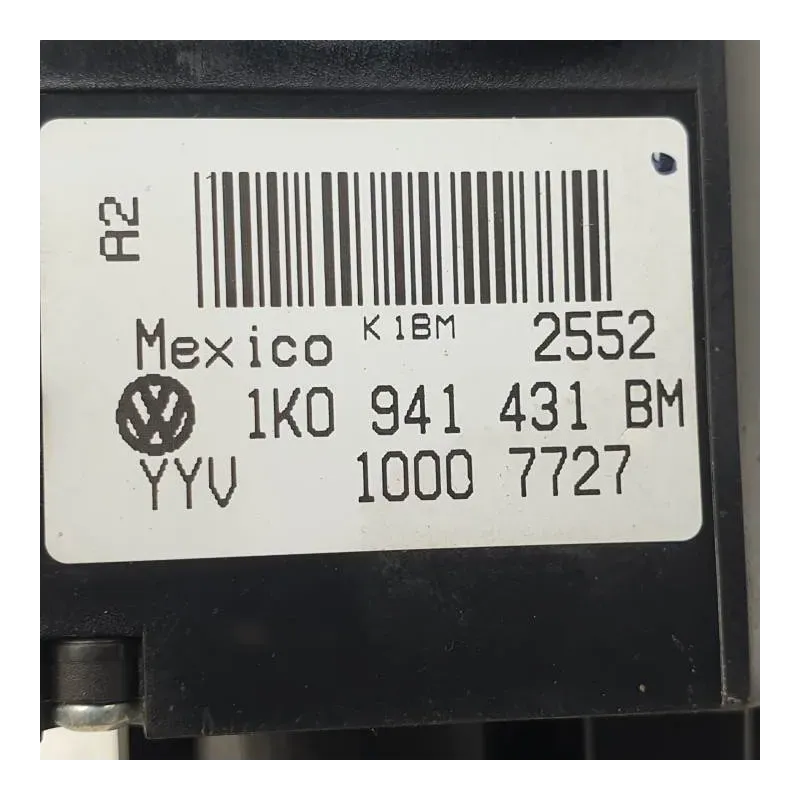 A2
K1BM
Mexico 2552
1K0 941 431 BM
YYV 1000 7727